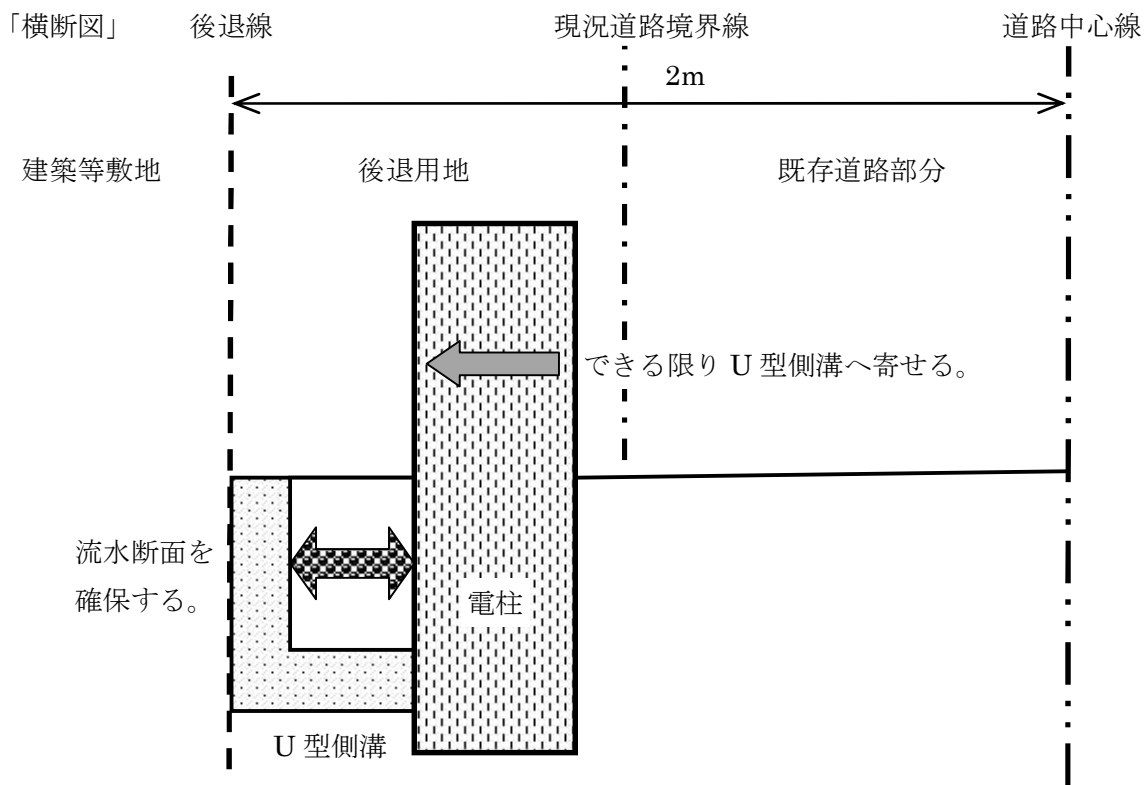 「横断図」 後退線 現況道路境界線 道路中心線
2m
建築等敷地 後退用地 既存道路部分
できる限り U 型側溝へ寄せる。
流水断面を
確保する。
電柱
U 型側溝